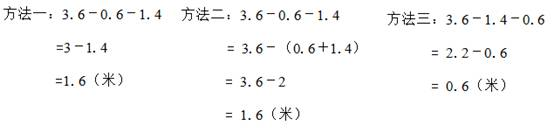 方法一：3.6－0.6－1.4
=3－1.4
=1.6（米）
方法二：3.6－0.6－1.4
= 3.6－（0.6＋1.4）
= 3.6－2
= 1.6（米）
方法三：3.6－1.4－0.6
= 2.2－0.6
= 0.6（米）